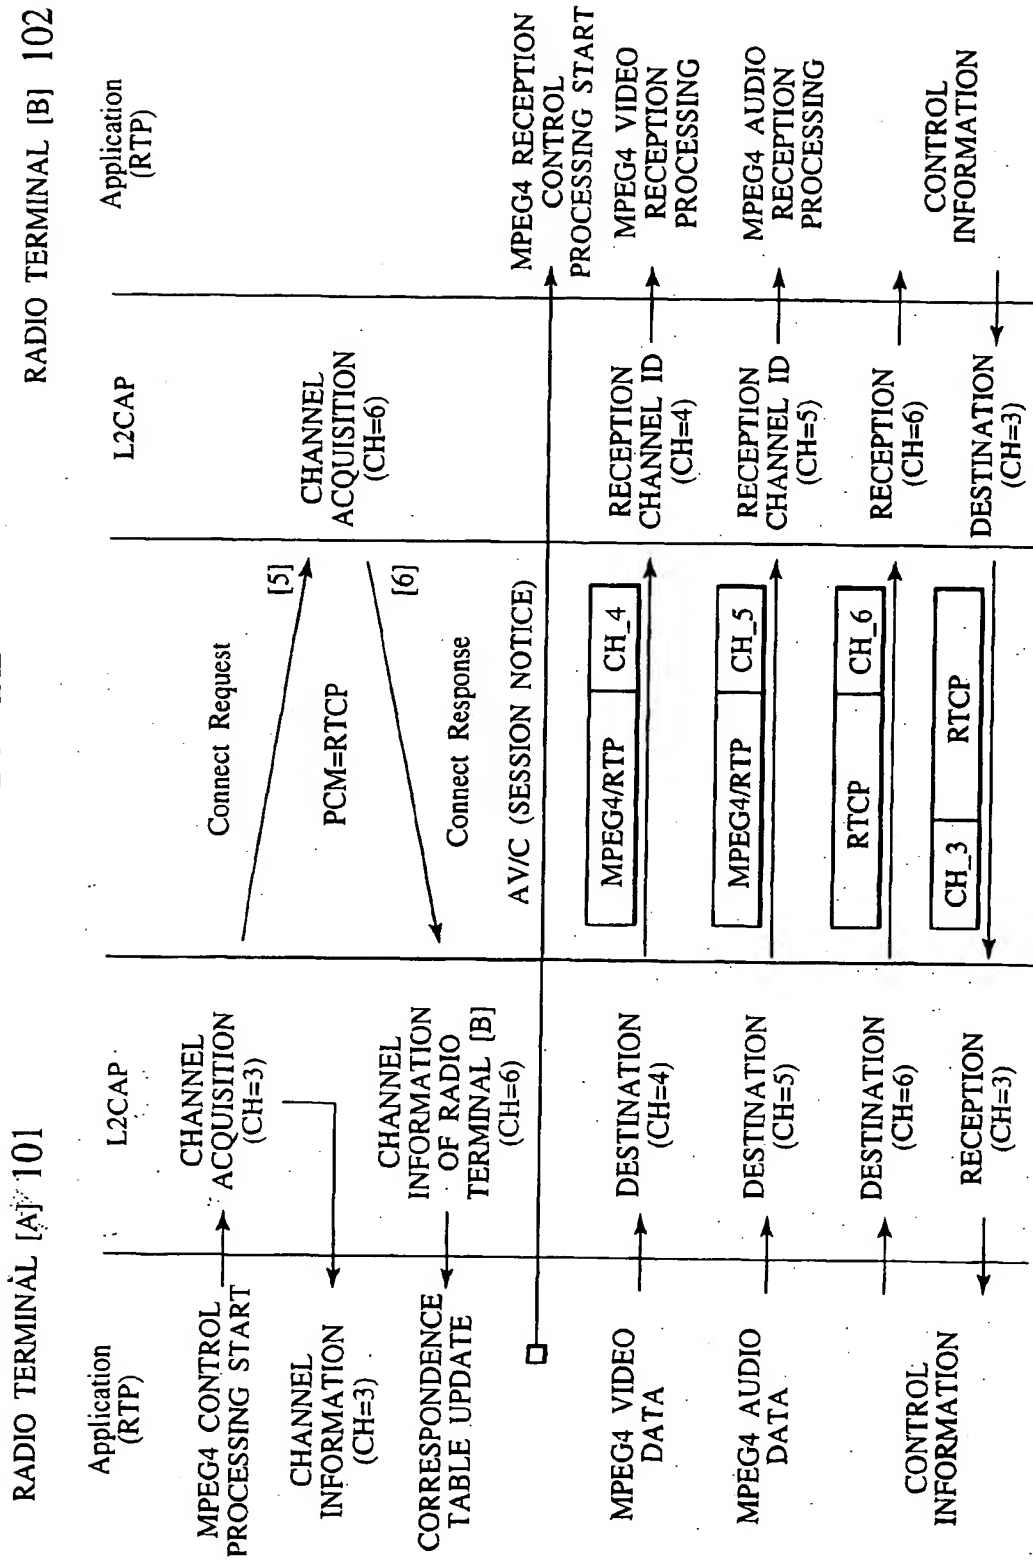 RADIO TERMINAL [A] 101
RADIO TERMINAL [B] 102
Application
(RTP)
L2CAP
L2CAP
Application
(RTP)
MPEG4 CONTROL
PROCESSING START
CHANNEL
ACQUISITION
(CH=3)
Connect Request
[5]
CHANNEL
INFORMATION
(CH=3)
PCM=RTCP
CHANNEL
ACQUISITION
(CH=6)
CORRESPONDENCE
TABLE UPDATE
CHANNEL
INFORMATION
OF RADIO
TERMINAL [B]
(CH=6)
Connect Response
[6]
AV/C (SESSION NOTICE)
MPEG4 RECEPTION
CONTROL
PROCESSING START
MPEG4 VIDEO
DATA
DESTINATION
(CH=4)
MPEG4/RTP
CH_4
RECEPTION
CHANNEL ID
(CH=4)
MPEG4 VIDEO
RECEPTION
PROCESSING
MPEG4 AUDIO
DATA
DESTINATION
(CH=5)
MPEG4/RTP
CH_5
RECEPTION
CHANNEL ID
(CH=5)
MPEG4 AUDIO
RECEPTION
PROCESSING
CONTROL
INFORMATION
DESTINATION
(CH=6)
RTCP
CH_6
RECEPTION
(CH=6)
RECEPTION
(CH=3)
CH_3
RTCP
DESTINATION
(CH=3)
CONTROL
INFORMATION